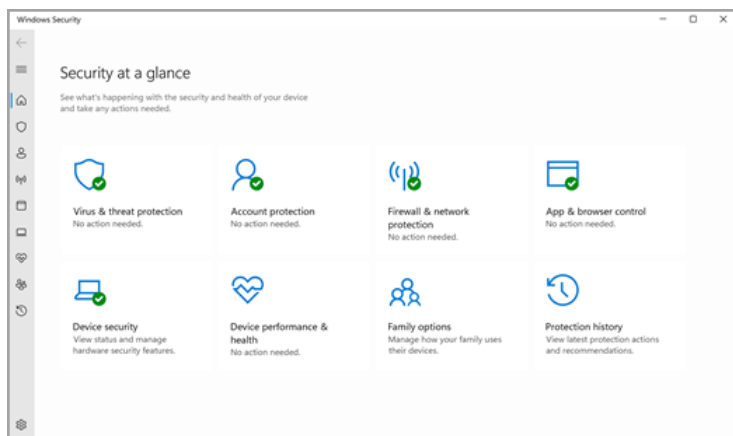 Windows Security
Security at a glance
See what's happening with the security and health of your device
and take any actions needed.
Virus & threat protection
No action needed.
Account protection
No action needed.
Firewall & network
protection
No action needed.
App & browser control
No action needed.
Device security
View status and manage
hardware security features.
Device performance &
health
No action needed.
Family options
Manage how your family uses
their devices.
Protection history
View latest protection actions
and recommendations.